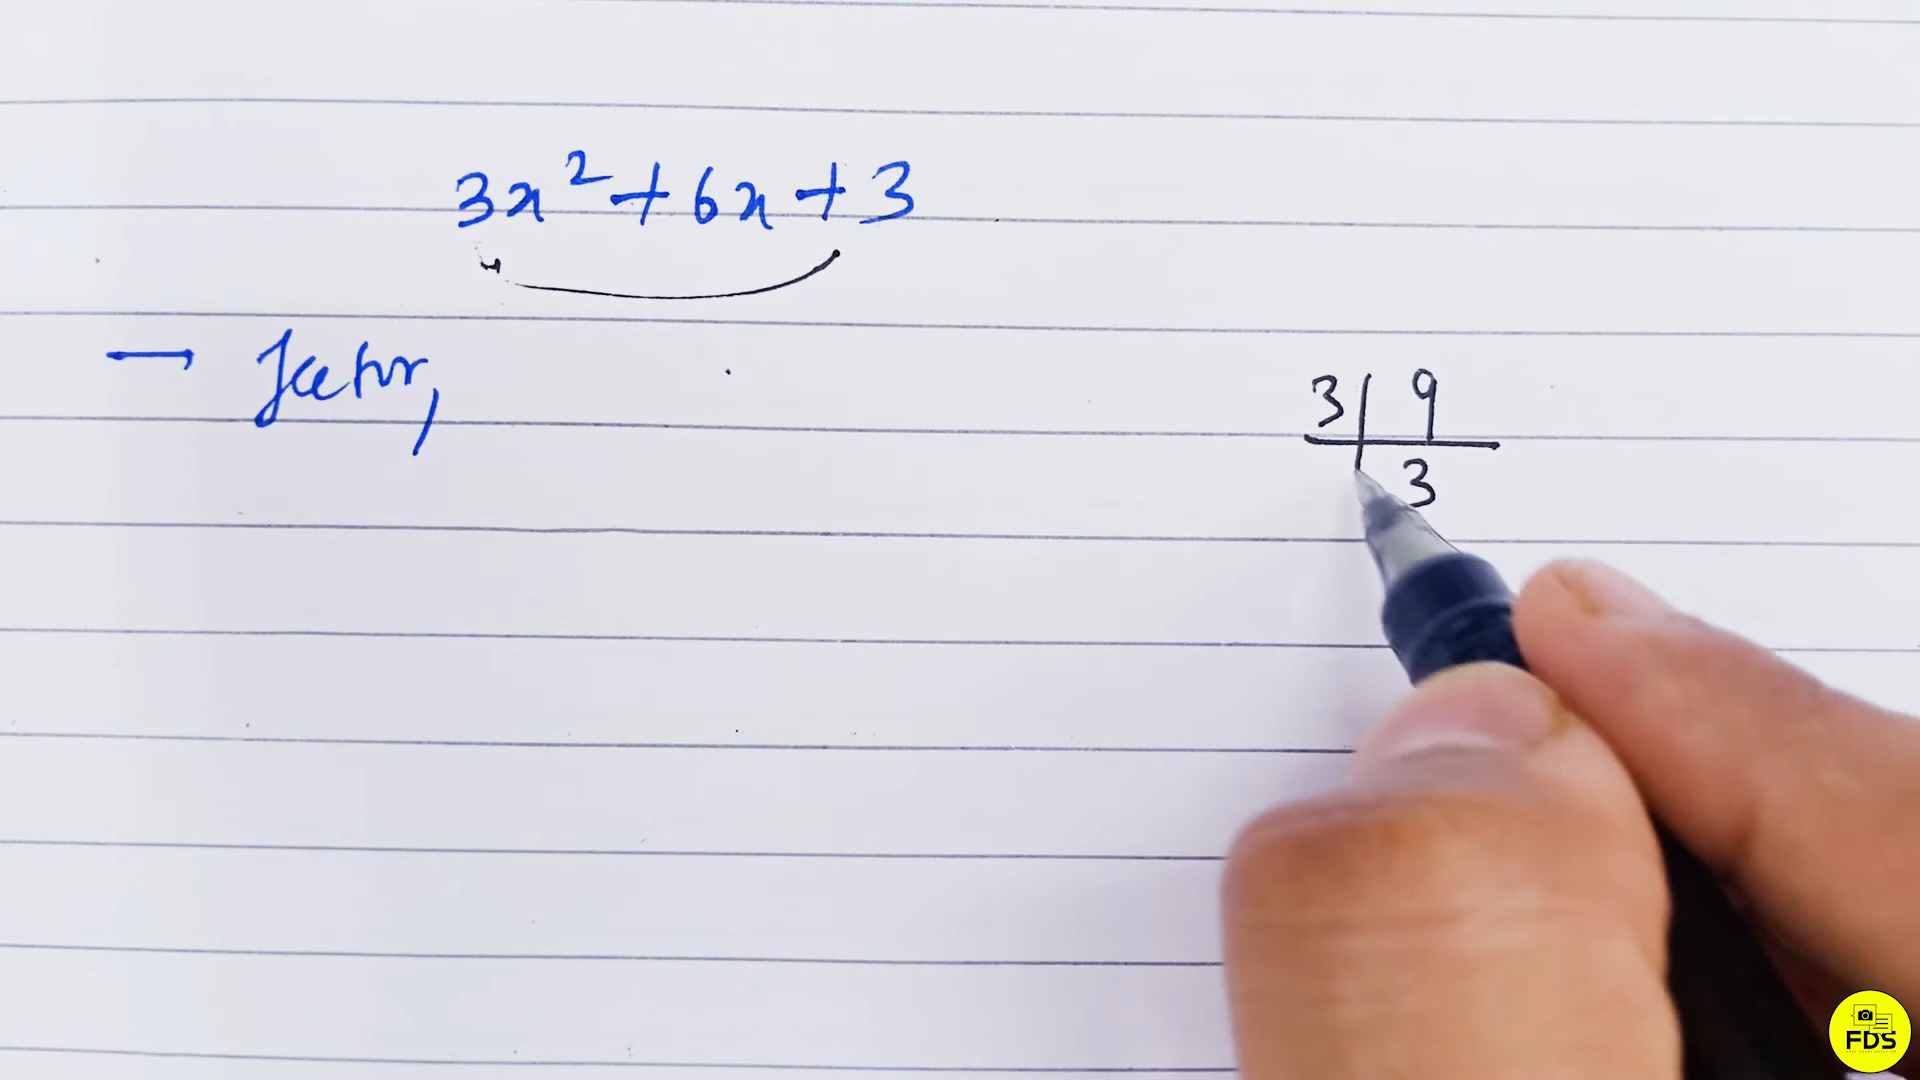 3x² + 6x + 3
→ Factor,
3 | 9
3
FDS